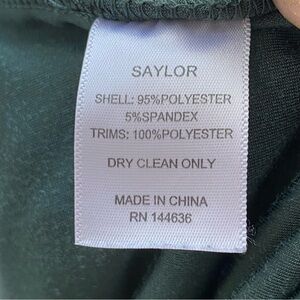 SAYLOR
SHELL: 95%POLYESTER
5%SPANDEX
TRIMS: 100%POLYESTER
DRY CLEAN ONLY
MADE IN CHINA
RN 144636